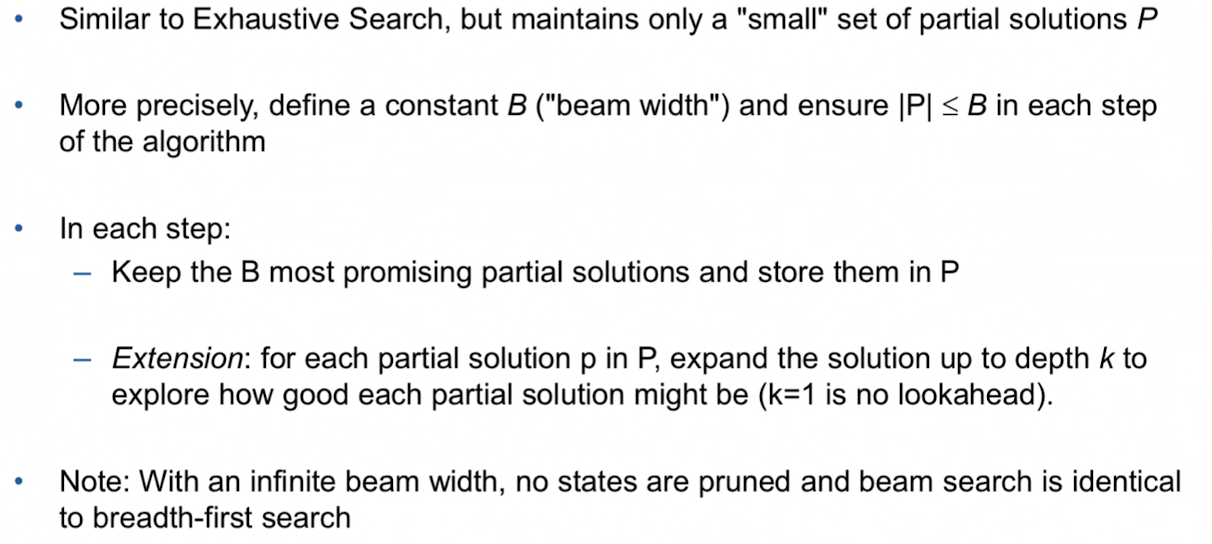 • Similar to Exhaustive Search, but maintains only a "small" set of partial solutions P
• More precisely, define a constant B ("beam width") and ensure |P| ≤ B in each step
of the algorithm
• In each step:
– Keep the B most promising partial solutions and store them in P
– Extension: for each partial solution p in P, expand the solution up to depth k to
explore how good each partial solution might be (k=1 is no lookahead).
• Note: With an infinite beam width, no states are pruned and beam search is identical
to breadth-first search